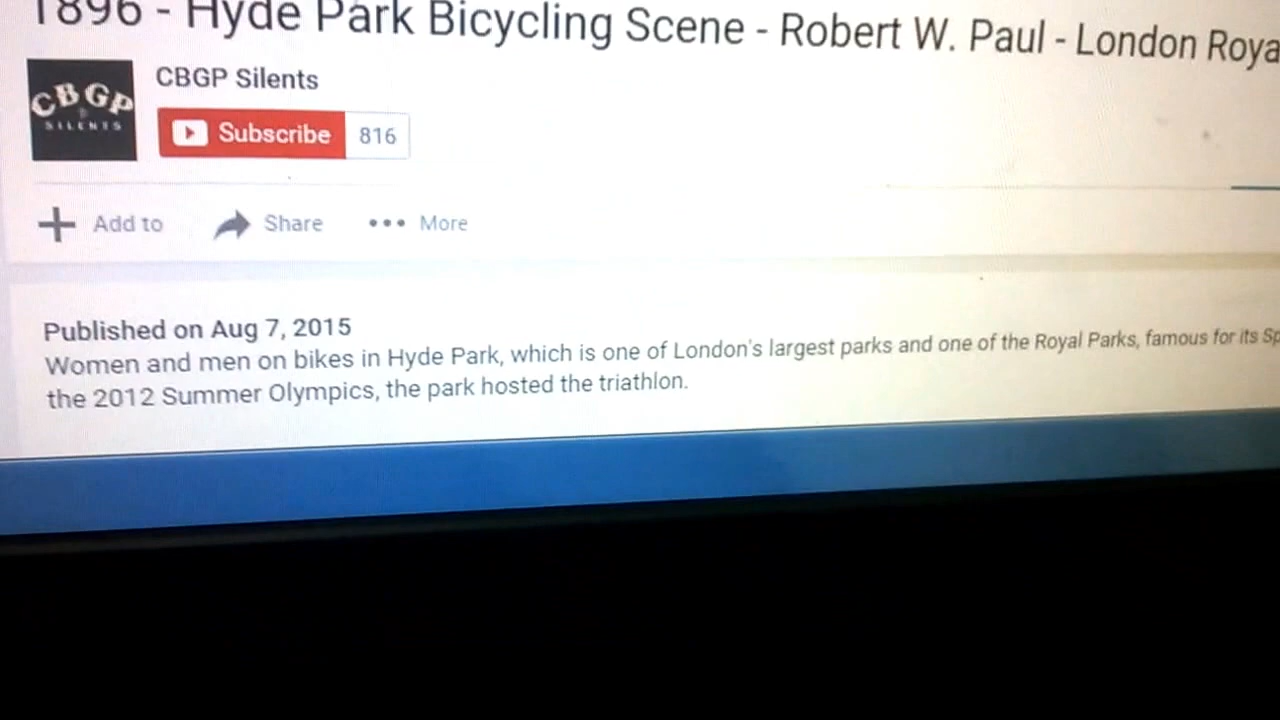 1896 - Hyde Park Bicycling Scene - Robert W. Paul - London Roya
CBGP
SILENTS
CBGP Silents
Subscribe 816
Add to Share More
Published on Aug 7, 2015
Women and men on bikes in Hyde Park, which is one of London's largest parks and one of the Royal Parks, famous for its Sp
the 2012 Summer Olympics, the park hosted the triathlon.